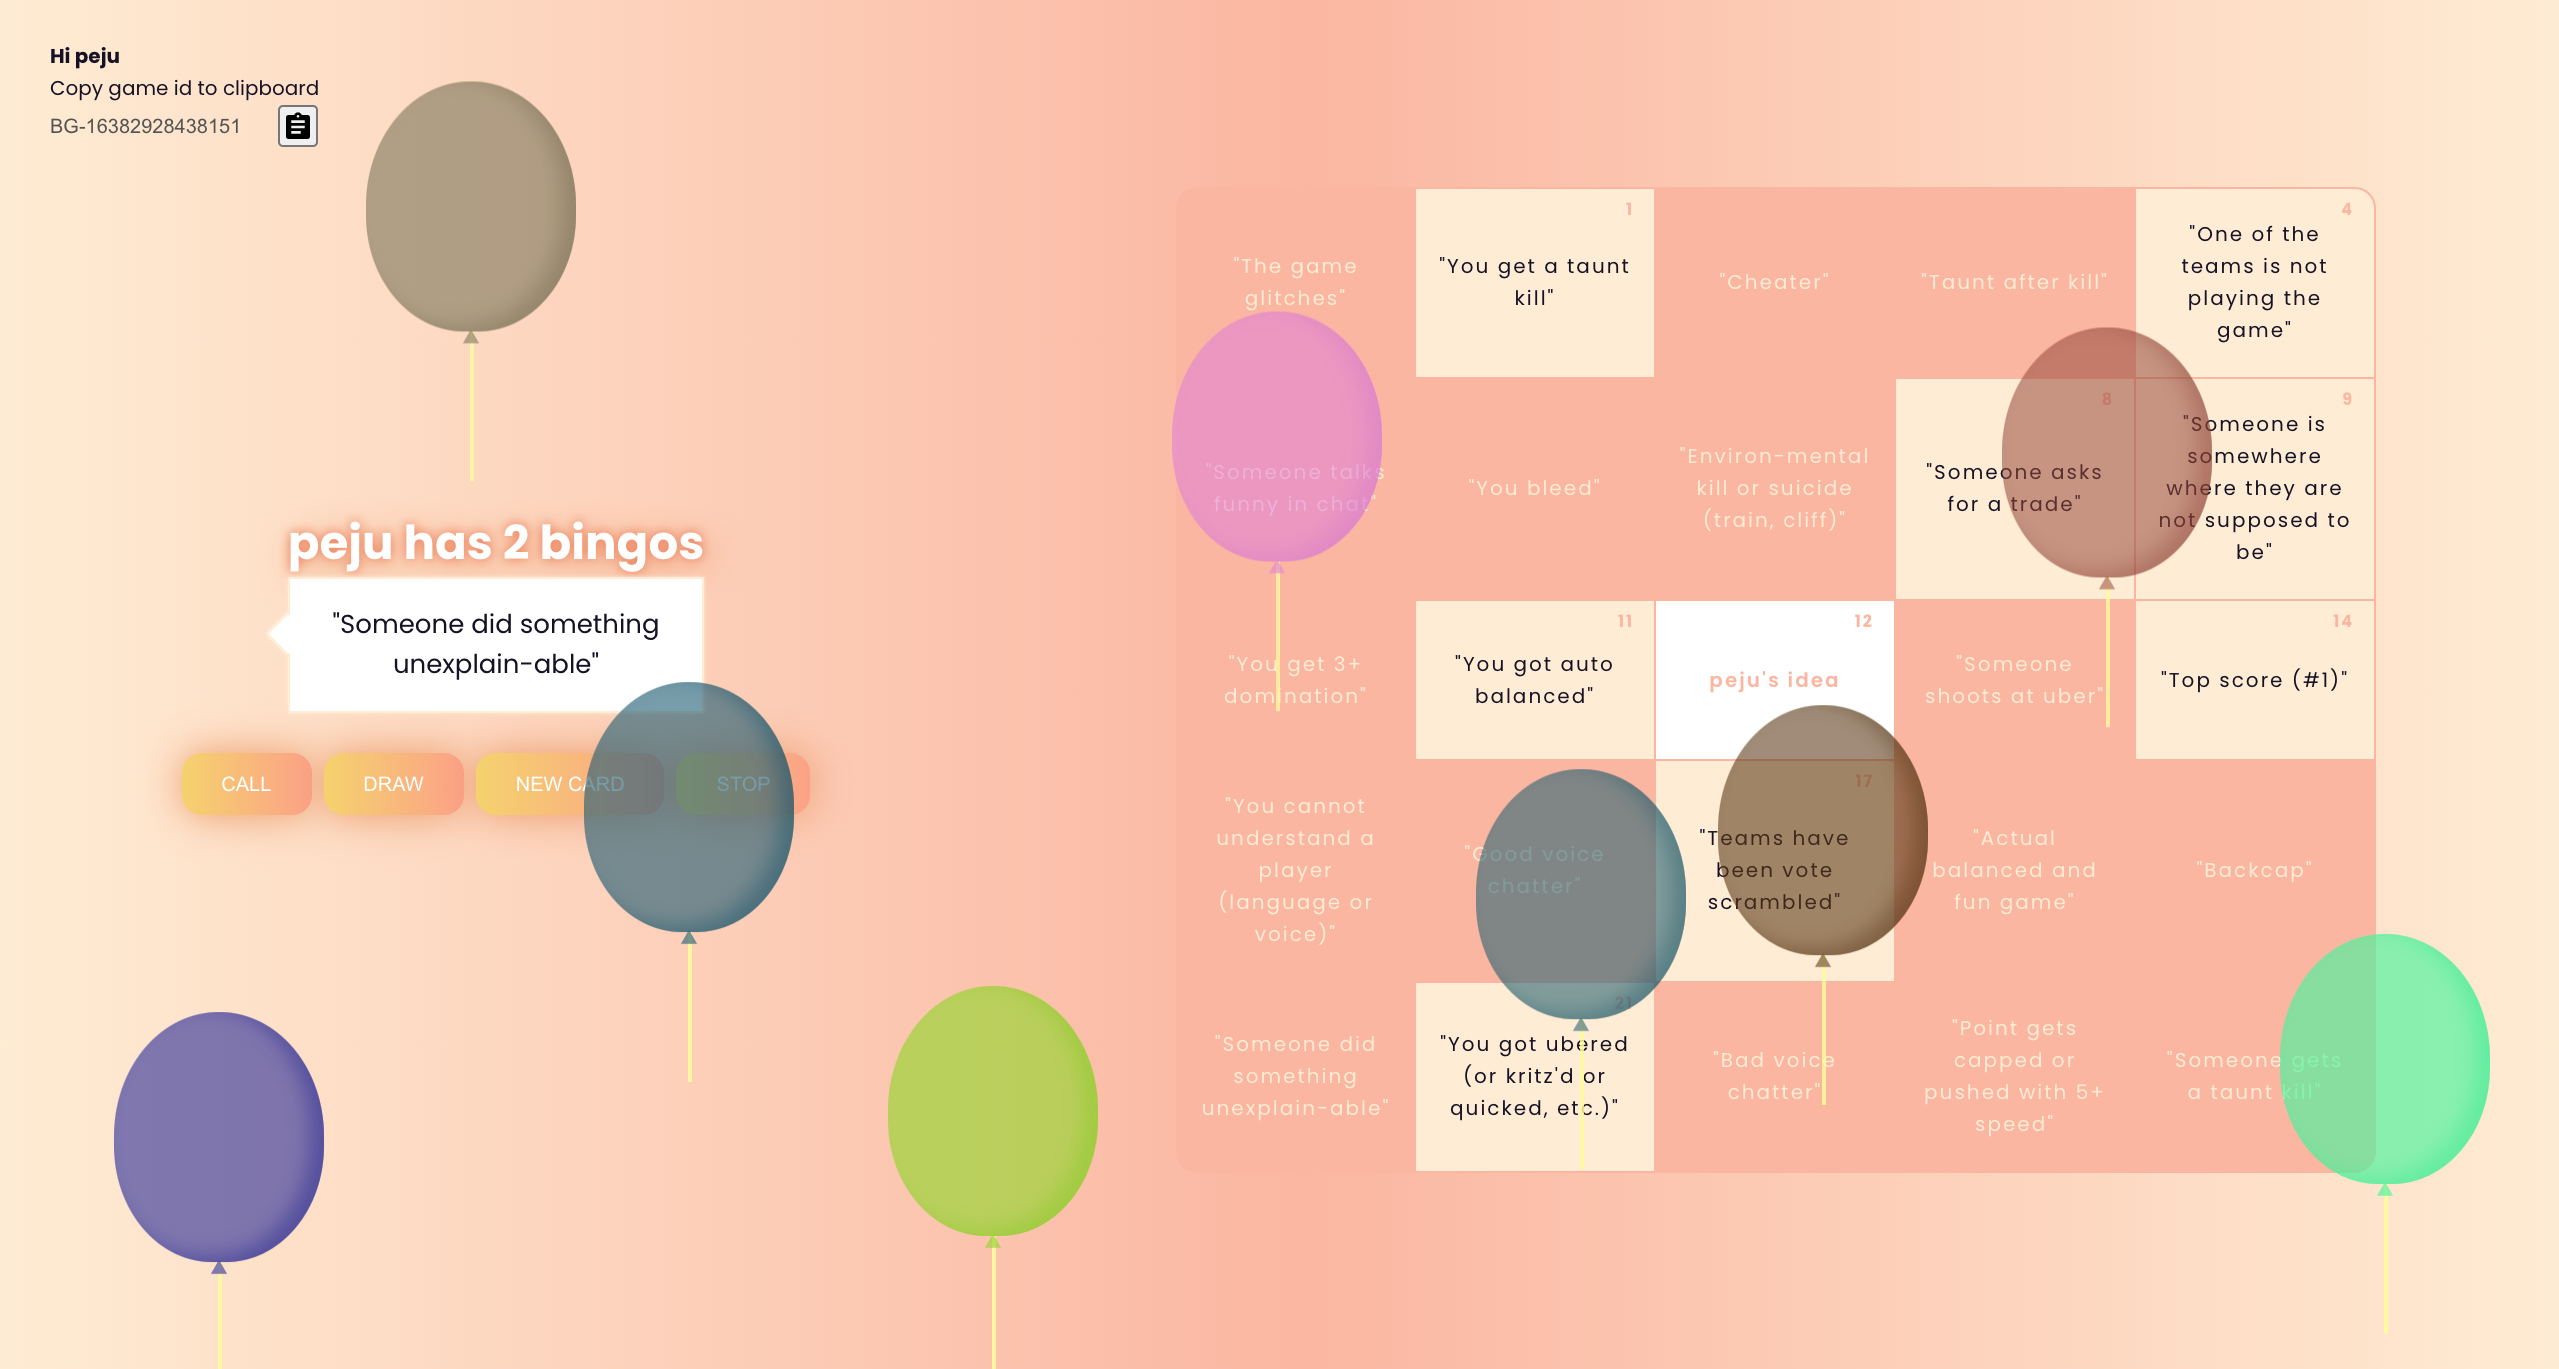 Hi peju
Copy game id to clipboard
BG-16382928438151
peju has 2 bingos
"Someone did something
unexplain-able"
CALL
DRAW
NEW CARD
STOP
"The game
glitches"
1
"You get a taunt
kill"
"Cheater"
"Taunt after kill"
4
"One of the
teams is not
playing the
game"
"Someone talks
funny in chat"
"You bleed"
"Environ-mental
kill or suicide
(train, cliff)"
8
"Someone asks
for a trade"
9
"Someone is
somewhere
where they are
not supposed to
be"
"You get 3+
domination"
11
"You got auto
balanced"
12
peju's idea
"Someone
shoots at uber"
14
"Top score (#1)"
"You cannot
understand a
player
(language or
voice)"
"Good voice
chatter"
17
"Teams have
been vote
scrambled"
"Actual
balanced and
fun game"
"Backcap"
"Someone did
something
unexplain-able"
21
"You got ubered
(or kritz'd or
quicked, etc.)"
"Bad voice
chatter"
"Point gets
capped or
pushed with 5+
speed"
"Someone gets
a taunt kill"